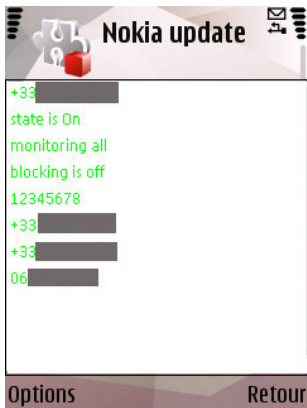 Nokia update
+33
state is On
monitoring all
blocking is off
12345678
+33
+33
06
Options Retour